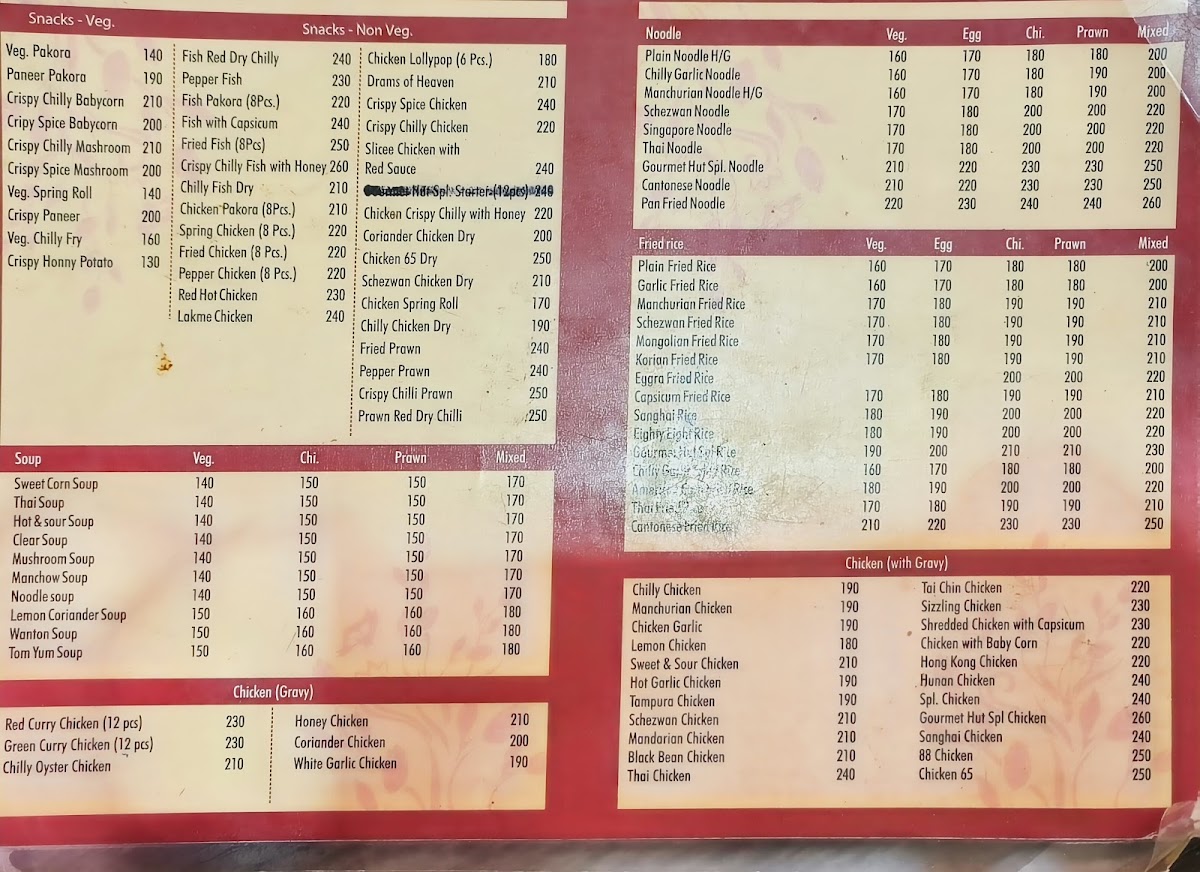 Snacks - Veg.
Veg. Pakora 140
Paneer Pakora 190
Crispy Chilly Babycorn 210
Cripy Spice Babycorn 200
Crispy Chilly Mashroom 210
Crispy Spice Mashroom 200
Veg. Spring Roll 140
Crispy Paneer 200
Veg. Chilly Fry 160
Crispy Honny Potato 130
Snacks - Non Veg.
Fish Red Dry Chilly 240
Pepper Fish 230
Fish Pakora (8Pcs.) 220
Fish with Capsicum 240
Fried Fish (8Pcs) 250
Crispy Chilly Fish with Honey 260
Chilly Fish Dry 210
Chicken Pakora (8Pcs.) 210
Spring Chicken (8 Pcs.) 220
Fried Chicken (8 Pcs.) 220
Pepper Chicken (8 Pcs.) 220
Red Hot Chicken 230
Lakme Chicken 240
Chicken Lollypop (6 Pcs.) 180
Drams of Heaven 210
Crispy Spice Chicken 240
Crispy Chilly Chicken 220
Slicee Chicken with
Red Sauce 240
Spl. Starter (12pcs) 240
Chicken Crispy Chilly with Honey 220
Coriander Chicken Dry 200
Chicken 65 Dry 250
Schezwan Chicken Dry 210
Chicken Spring Roll 170
Chilly Chicken Dry 190
Fried Prawn 240
Pepper Prawn 240
Crispy Chilli Prawn 250
Prawn Red Dry Chilli 250
Soup Veg. Chi. Prawn Mixed
Sweet Corn Soup 140 150 150 170
Thai Soup 140 150 150 170
Hot & sour Soup 140 150 150 170
Clear Soup 140 150 150 170
Mushroom Soup 140 150 150 170
Manchow Soup 140 150 150 170
Noodle soup 140 150 150 170
Lemon Coriander Soup 150 160 160 180
Wanton Soup 150 160 160 180
Tom Yum Soup 150 160 160 180
Chicken (Gravy)
Red Curry Chicken (12 pcs) 230
Green Curry Chicken (12 pcs) 230
Chilly Oyster Chicken 210
Honey Chicken 210
Coriander Chicken 200
White Garlic Chicken 190
Noodle Veg. Egg Chi. Prawn Mixed
Plain Noodle H/G 160 170 180 180 200
Chilly Garlic Noodle 160 170 180 190 200
Manchurian Noodle H/G 160 170 180 190 200
Schezwan Noodle 170 180 200 200 220
Singapore Noodle 170 180 200 200 220
Thai Noodle 170 180 200 200 220
Gourmet Hut Spl. Noodle 210 220 230 230 250
Cantonese Noodle 210 220 230 230 250
Pan Fried Noodle 220 230 240 240 260
Fried rice Veg. Egg Chi. Prawn Mixed
Plain Fried Rice 160 170 180 180 200
Garlic Fried Rice 160 170 180 180 200
Manchurian Fried Rice 170 180 190 190 210
Schezwan Fried Rice 170 180 190 190 210
Mongolian Fried Rice 170 180 190 190 210
Korian Fried Rice 170 180 190 190 210
Eggra Fried Rice 200 200 220
Capsicum Fried Rice 170 180 190 190 210
Sanghai Rice 180 190 200 200 220
Eighty Eight Rice 180 190 200 200 220
Gourmet Hut Spl Rice 190 200 210 210 230
Chilly Rice 160 170 180 180 200
Rice 180 190 200 200 220
Thai 170 180 190 190 210
Cantonese Fried Rice 210 220 230 230 250
Chicken (with Gravy)
Chilly Chicken 190
Manchurian Chicken 190
Chicken Garlic 190
Lemon Chicken 180
Sweet & Sour Chicken 210
Hot Garlic Chicken 190
Tampura Chicken 190
Schezwan Chicken 210
Mandarian Chicken 210
Black Bean Chicken 210
Thai Chicken 240
Tai Chin Chicken 220
Sizzling Chicken 230
Shredded Chicken with Capsicum 230
Chicken with Baby Corn 220
Hong Kong Chicken 220
Hunan Chicken 240
Spl. Chicken 240
Gourmet Hut Spl Chicken 260
Sanghai Chicken 240
88 Chicken 250
Chicken 65 250